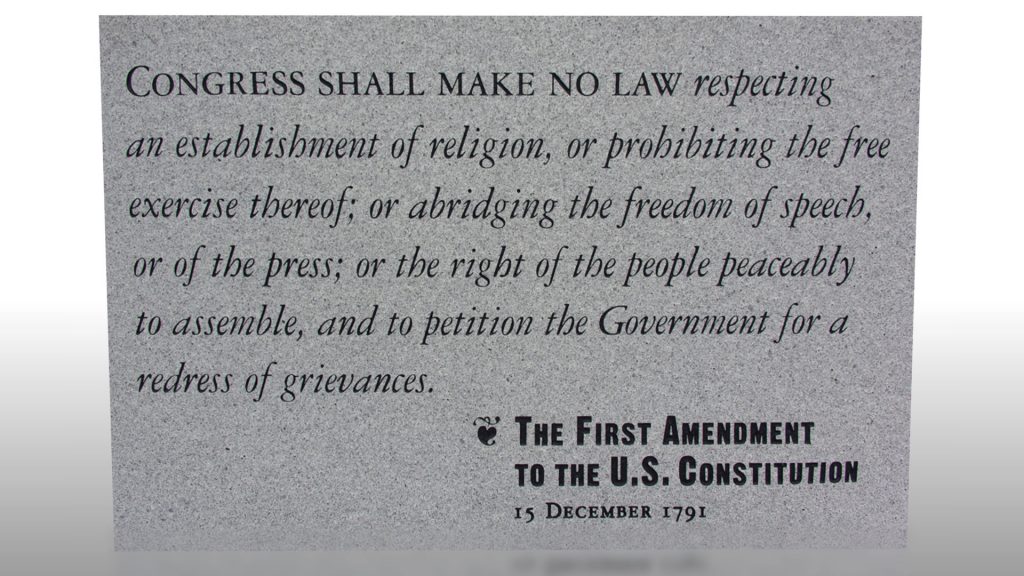 CONGRESS SHALL MAKE NO LAW respecting
an establishment of religion, or prohibiting the free
exercise thereof; or abridging the freedom of speech,
or of the press; or the right of the people peaceably
to assemble, and to petition the Government for a
redress of grievances.
THE FIRST AMENDMENT
TO THE U.S. CONSTITUTION
15 DECEMBER 1791